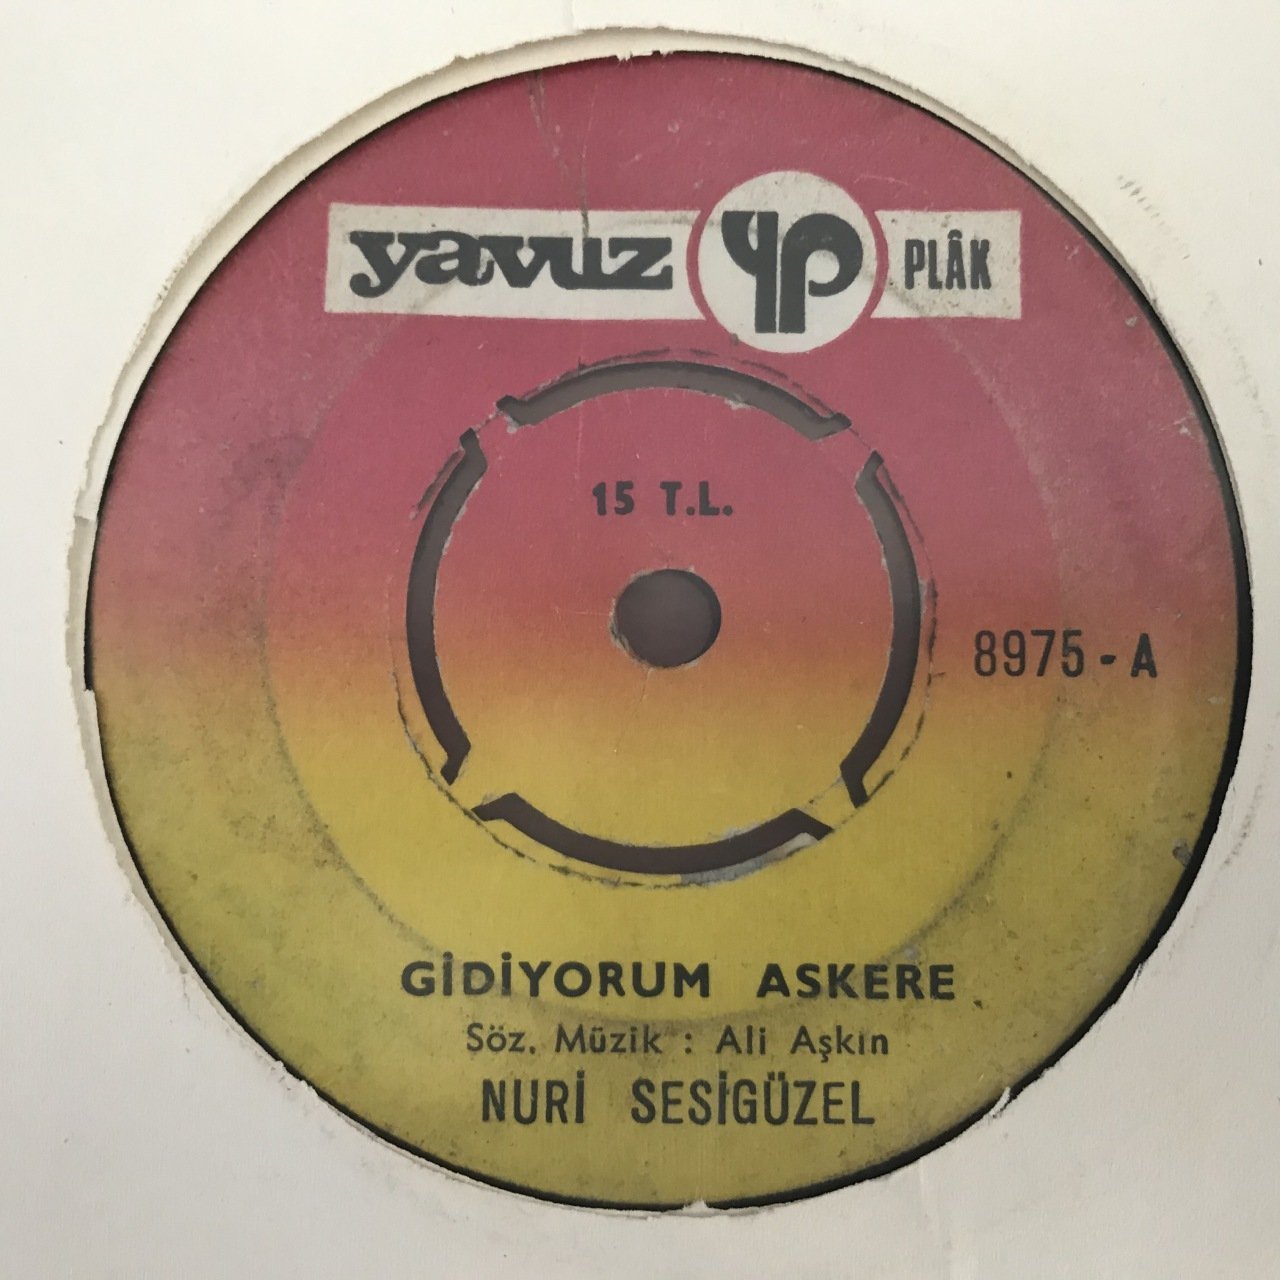 yavuz yp PLÂK
15 T.L.
8975 - A
GİDİYORUM ASKERE
Söz. Müzik : Ali Aşkın
NURİ SESİGÜZEL